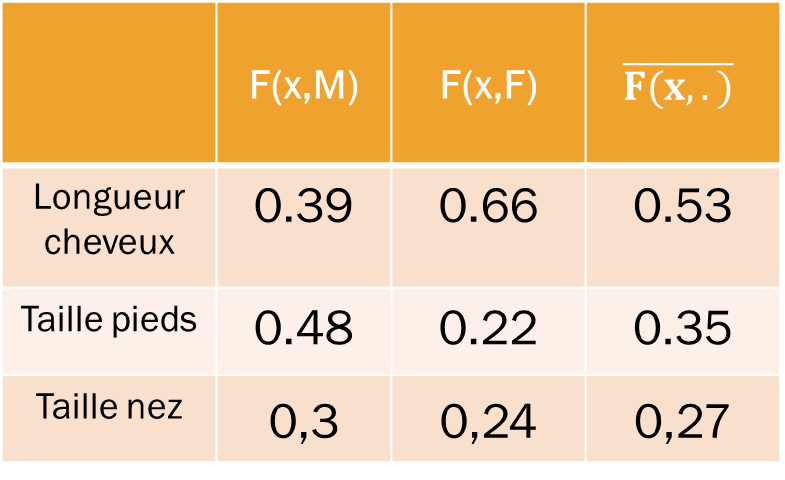 F(x,M) F(x,F) F(x, . )
Longueur cheveux 0.39 0.66 0.53
Taille pieds 0.48 0.22 0.35
Taille nez 0,3 0,24 0,27